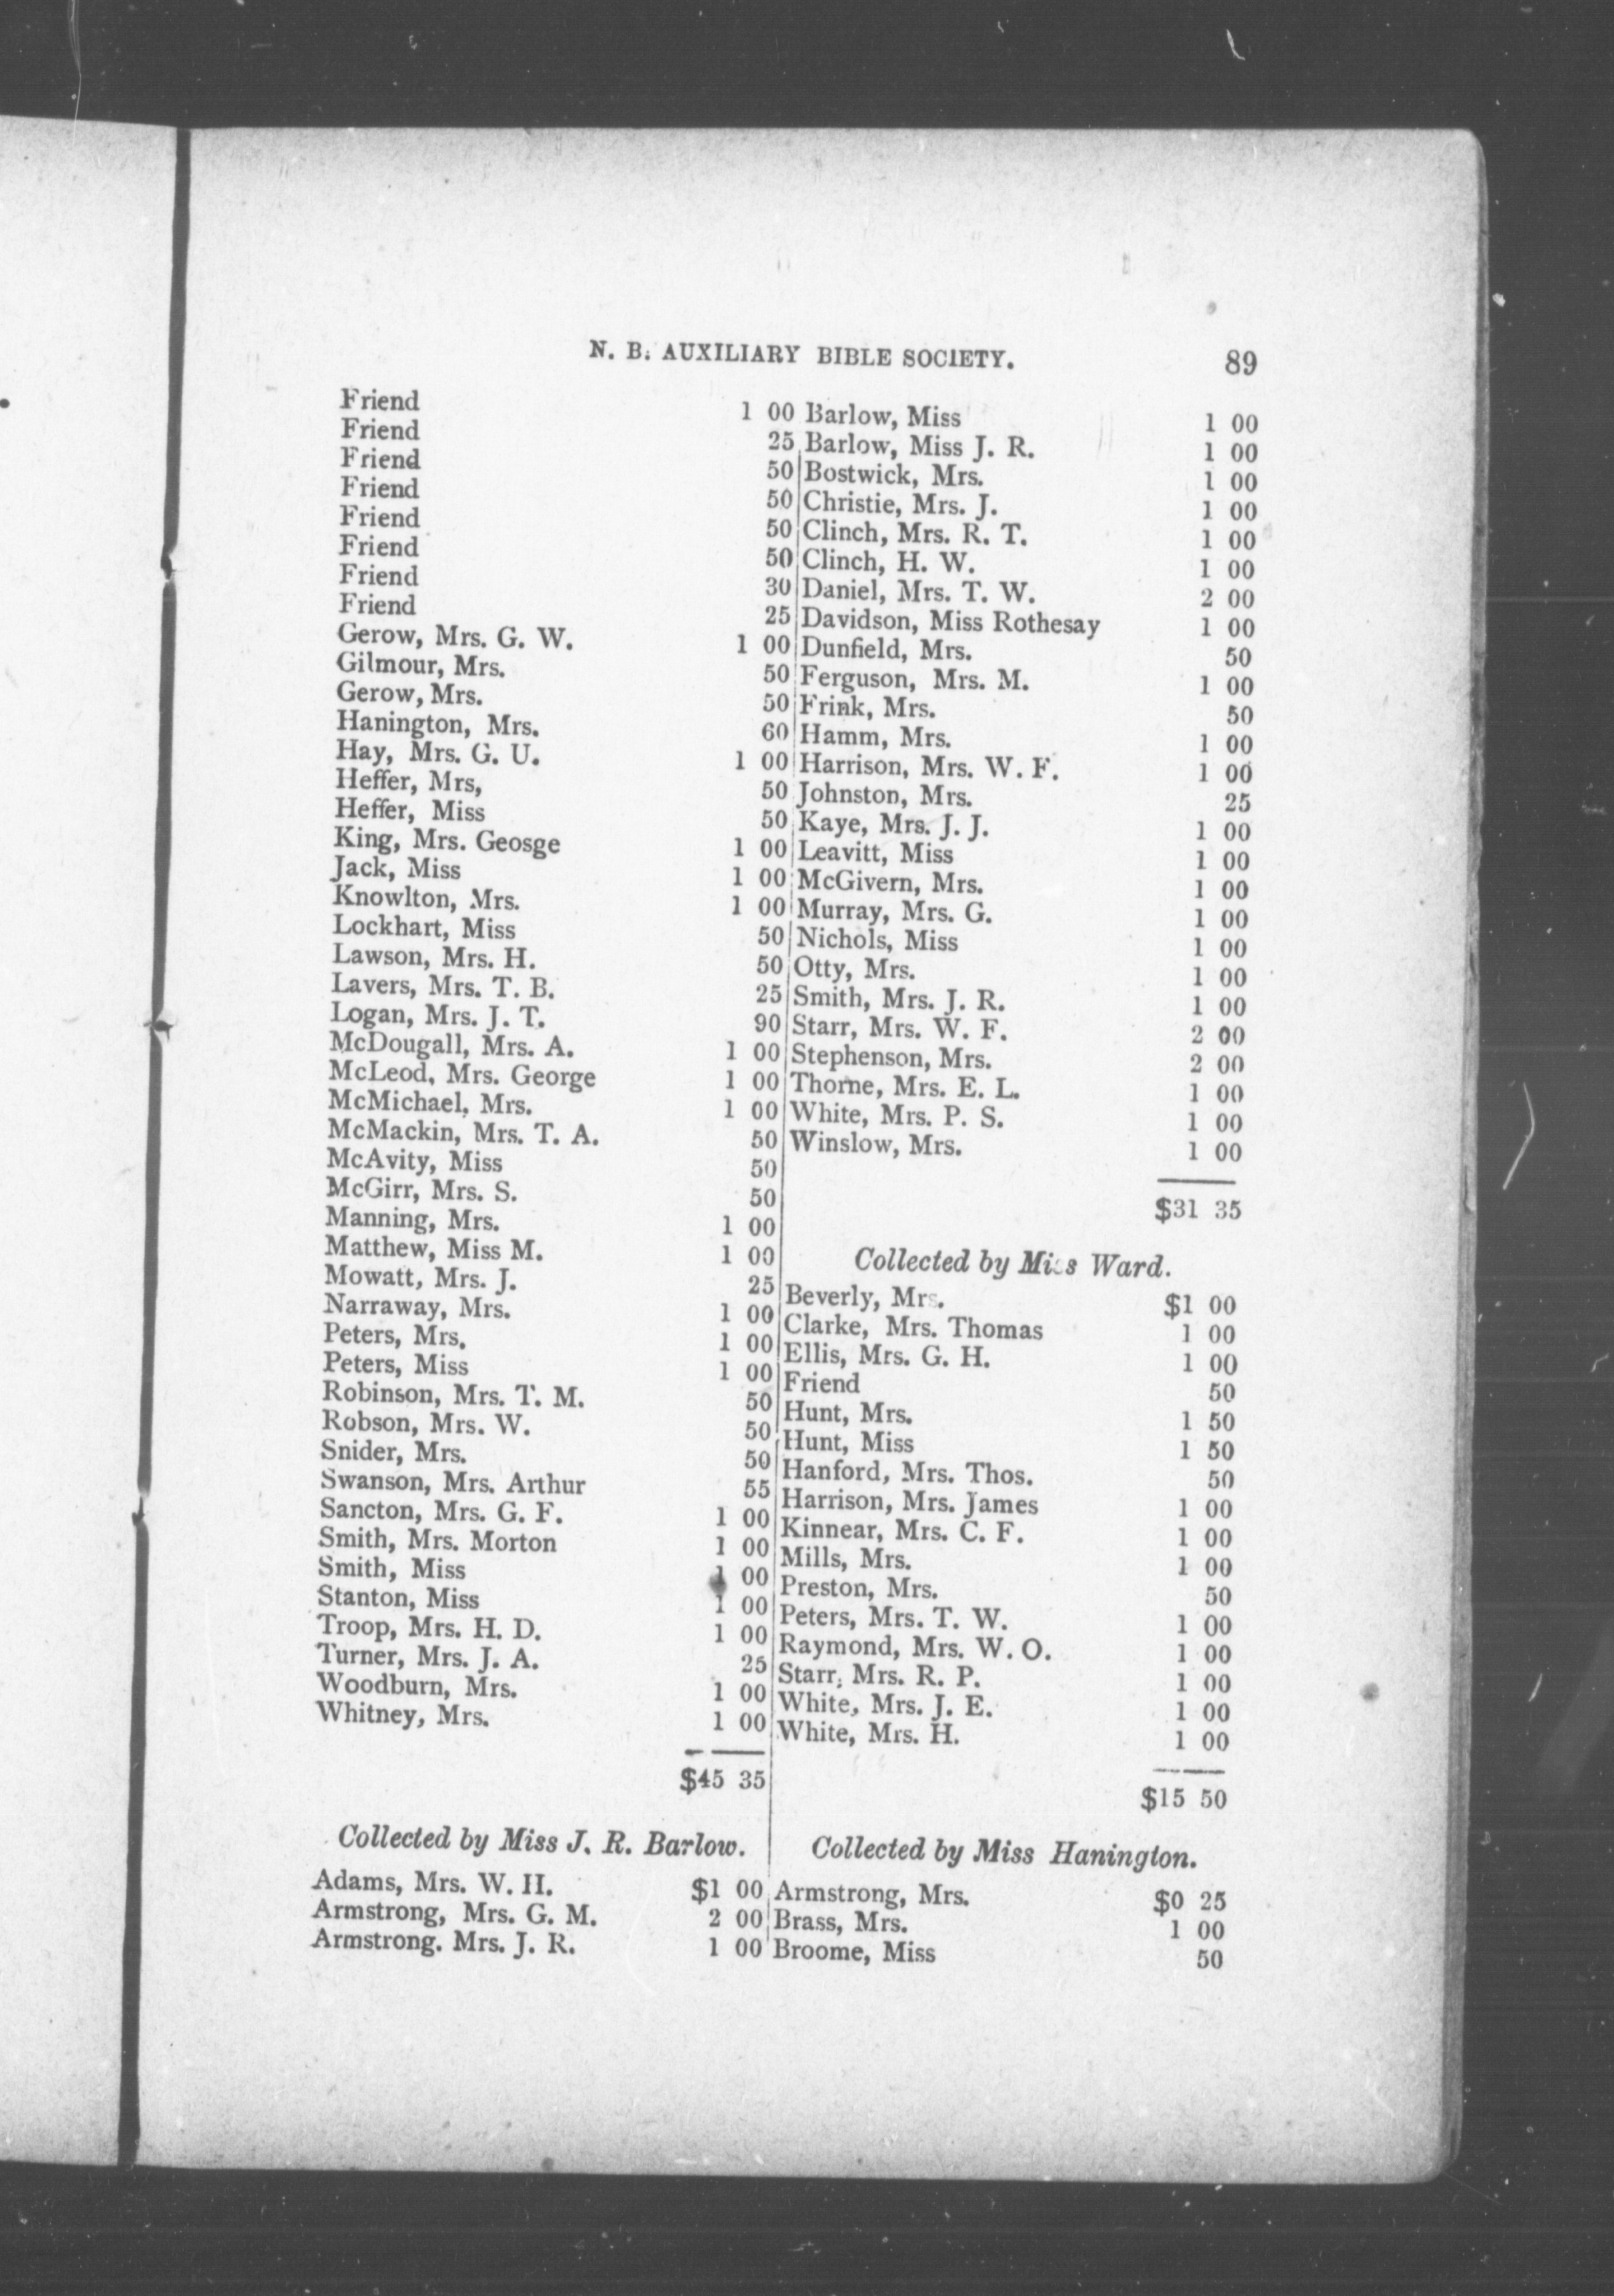 N. B. AUXILIARY BIBLE SOCIETY. 89
Friend 1 00
Friend 25
Friend 50
Friend 50
Friend 50
Friend 50
Friend 30
Friend 25
Gerow, Mrs. G. W. 1 00
Gilmour, Mrs. 50
Gerow, Mrs. 50
Hanington, Mrs. 60
Hay, Mrs. G. U. 1 00
Heffer, Mrs, 50
Heffer, Miss 50
King, Mrs. Geosge 1 00
Jack, Miss 1 00
Knowlton, Mrs. 1 00
Lockhart, Miss 50
Lawson, Mrs. H. 50
Lavers, Mrs. T. B. 25
Logan, Mrs. J. T. 90
McDougall, Mrs. A. 1 00
McLeod, Mrs. George 1 00
McMichael, Mrs. 1 00
McMackin, Mrs. T. A. 50
McAvity, Miss 50
McGirr, Mrs. S. 50
Manning, Mrs. 1 00
Matthew, Miss M. 1 00
Mowatt, Mrs. J. 25
Narraway, Mrs. 1 00
Peters, Mrs. 1 00
Peters, Miss 1 00
Robinson, Mrs. T. M. 50
Robson, Mrs. W. 50
Snider, Mrs. 50
Swanson, Mrs. Arthur 55
Sancton, Mrs. G. F. 1 00
Smith, Mrs. Morton 1 00
Smith, Miss 1 00
Stanton, Miss 1 00
Troop, Mrs. H. D. 1 00
Turner, Mrs. J. A. 25
Woodburn, Mrs. 1 00
Whitney, Mrs. 1 00
$45 35
Collected by Miss J. R. Barlow.
Adams, Mrs. W. H. $1 00
Armstrong, Mrs. G. M. 2 00
Armstrong. Mrs. J. R. 1 00
Barlow, Miss 1 00
Barlow, Miss J. R. 1 00
Bostwick, Mrs. 1 00
Christie, Mrs. J. 1 00
Clinch, Mrs. R. T. 1 00
Clinch, H. W. 1 00
Daniel, Mrs. T. W. 2 00
Davidson, Miss Rothesay 1 00
Dunfield, Mrs. 50
Ferguson, Mrs. M. 1 00
Frink, Mrs. 50
Hamm, Mrs. 1 00
Harrison, Mrs. W. F. 1 00
Johnston, Mrs. 25
Kaye, Mrs. J. J. 1 00
Leavitt, Miss 1 00
McGivern, Mrs. 1 00
Murray, Mrs. G. 1 00
Nichols, Miss 1 00
Otty, Mrs. 1 00
Smith, Mrs. J. R. 1 00
Starr, Mrs. W. F. 2 00
Stephenson, Mrs. 2 00
Thorne, Mrs. E. L. 1 00
White, Mrs. P. S. 1 00
Winslow, Mrs. 1 00
$31 35
Collected by Miss Ward.
Beverly, Mrs. $1 00
Clarke, Mrs. Thomas 1 00
Ellis, Mrs. G. H. 1 00
Friend 50
Hunt, Mrs. 1 50
Hunt, Miss 1 50
Hanford, Mrs. Thos. 50
Harrison, Mrs. James 1 00
Kinnear, Mrs. C. F. 1 00
Mills, Mrs. 1 00
Preston, Mrs. 50
Peters, Mrs. T. W. 1 00
Raymond, Mrs. W. O. 1 00
Starr, Mrs. R. P. 1 00
White, Mrs. J. E. 1 00
White, Mrs. H. 1 00
$15 50
Collected by Miss Hanington.
Armstrong, Mrs. $0 25
Brass, Mrs. 1 00
Broome, Miss 50